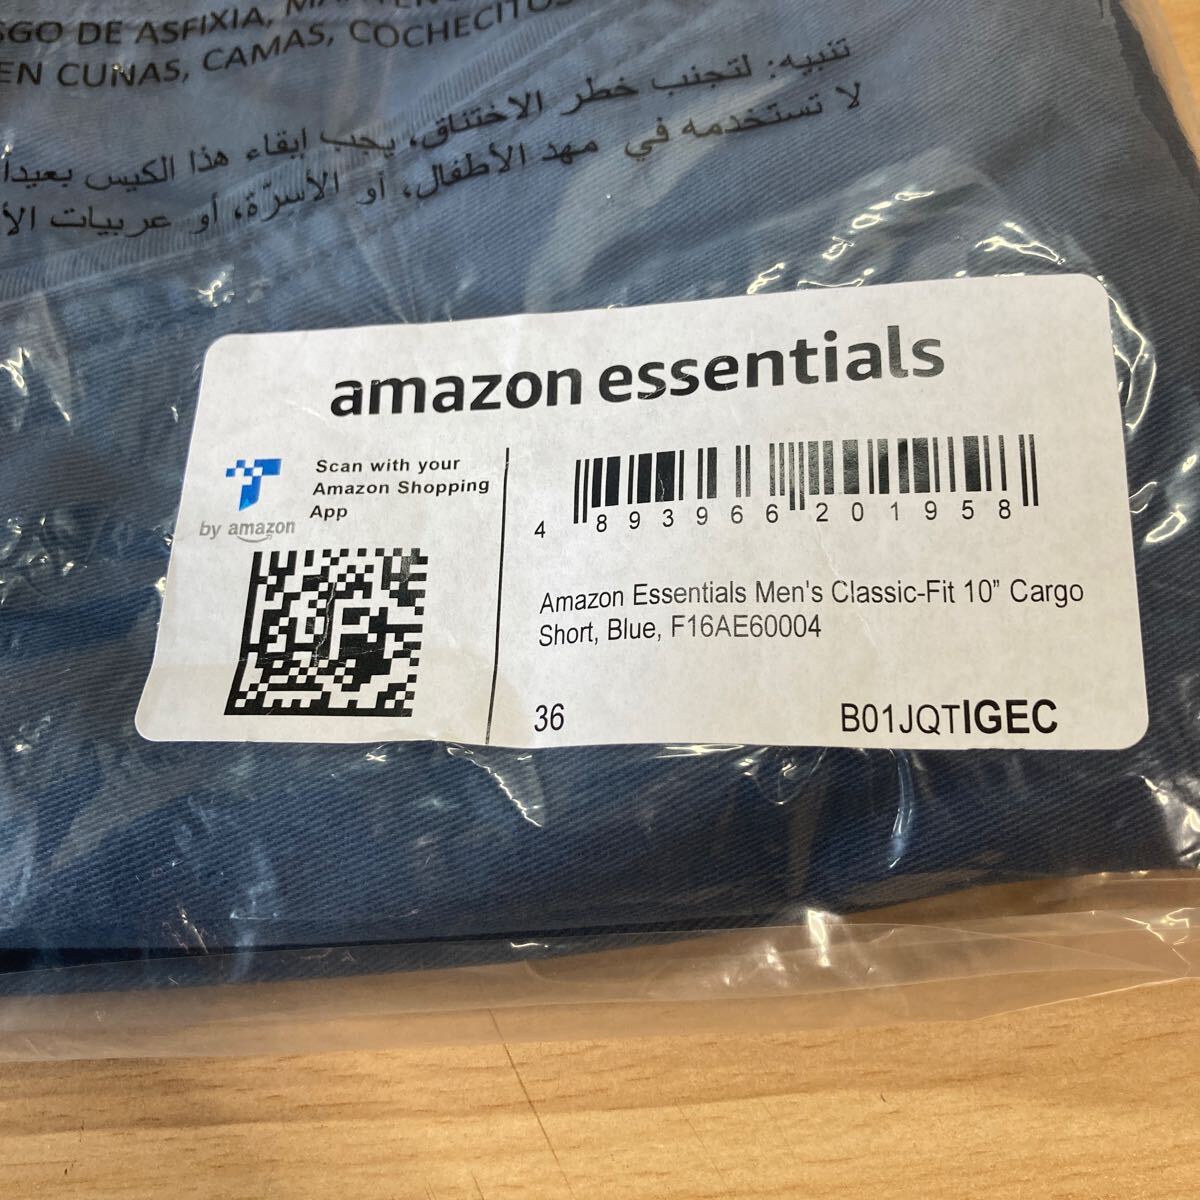 DE ASFIXIA,
EN CUNAS, CAMAS, COCHECITOS
تنبيه: لتجنب خطر الاختناق، يجب إبقاء هذا الكيس بعيداً
لا تستخدمه في مهد الأطفال، أو الأسرّة، أو عربيات
amazon essentials
Scan with your
Amazon Shopping
App
by amazon
4 893966 201958
Amazon Essentials Men's Classic-Fit 10” Cargo
Short, Blue, F16AE60004
36
B01JQTIGEC